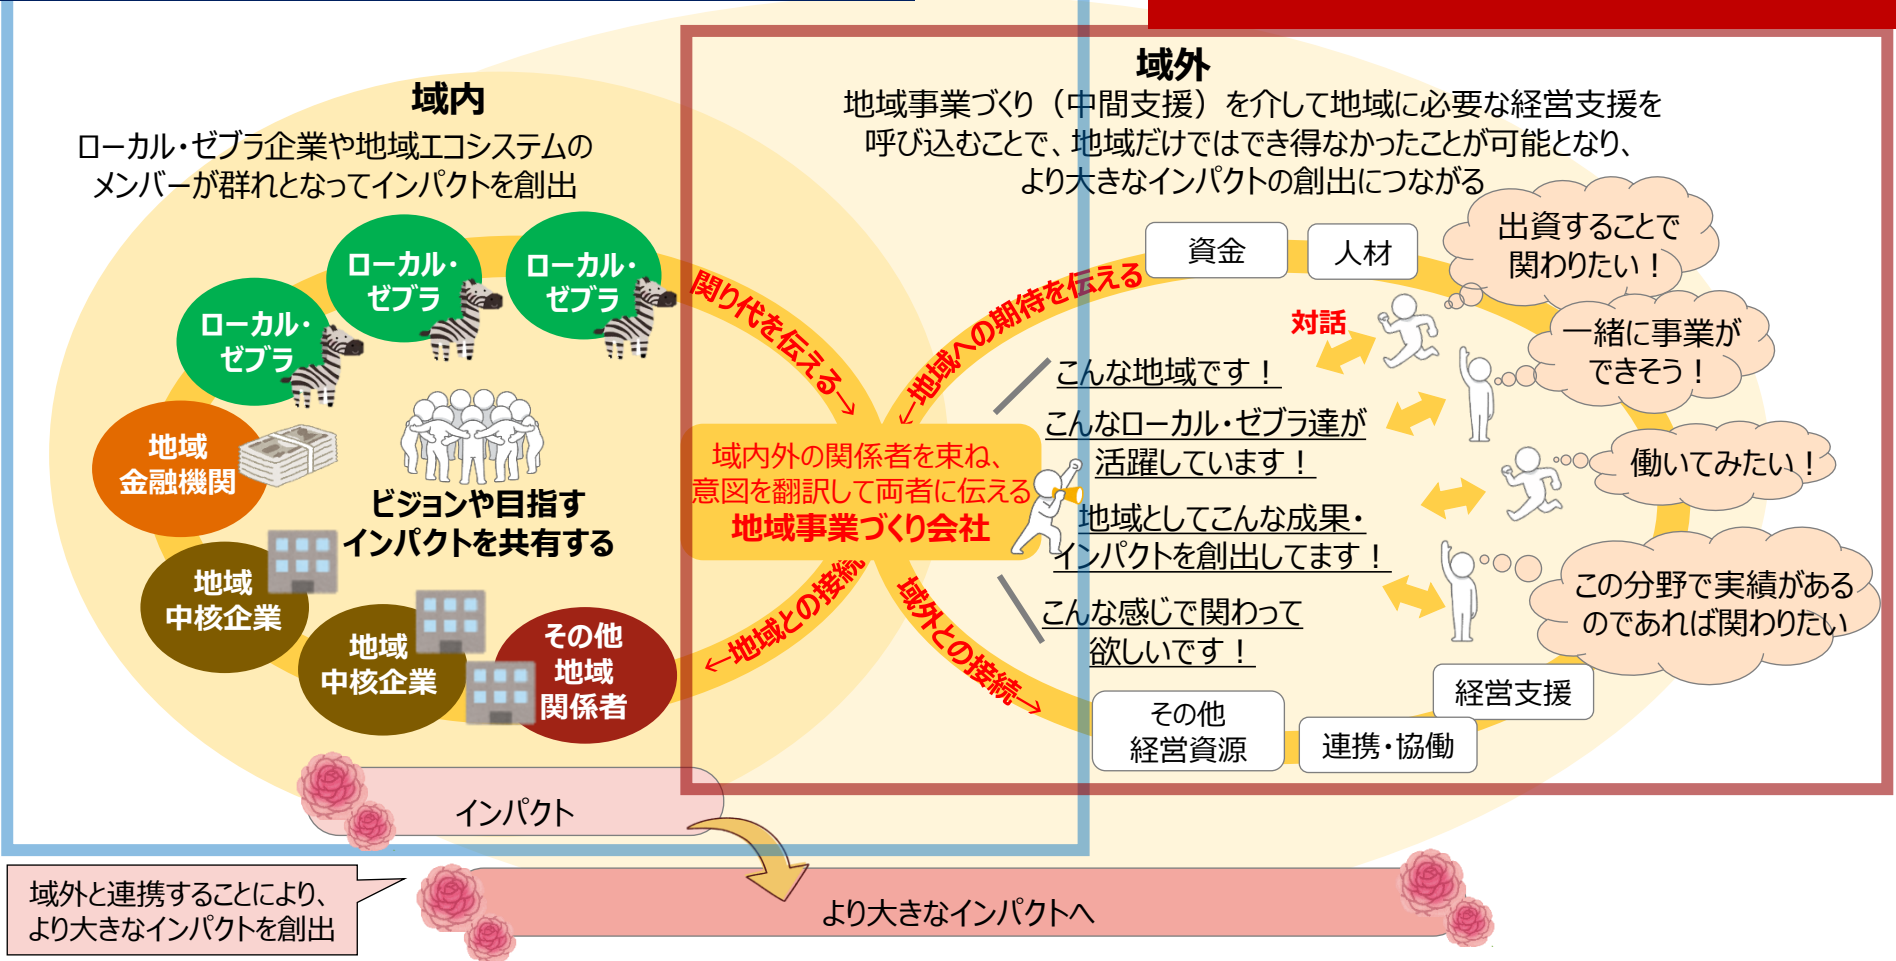 域内
ローカル・ゼブラ企業や地域エコシステムの
メンバーが群れとなってインパクトを創出
域外
地域事業づくり（中間支援）を介して地域に必要な経営支援を
呼び込むことで、地域だけではでき得なかったことが可能となり、
より大きなインパクトの創出につながる
ローカル・
ゼブラ
ローカル・
ゼブラ
ローカル・
ゼブラ
地域
金融機関
地域
中核企業
地域
中核企業
その他
地域
関係者
ビジョンや目指す
インパクトを共有する
関り代を伝える→
←地域への期待を伝える
←地域との接続
域外との接続→
域内外の関係者を束ね、
意図を翻訳して両者に伝える
地域事業づくり会社
資金
人材
対話
こんな地域です！
こんなローカル・ゼブラ達が
活躍しています！
地域としてこんな成果・
インパクトを創出してます！
こんな感じで関わって
欲しいです！
出資することで
関わりたい！
一緒に事業が
できそう！
働いてみたい！
この分野で実績がある
のであれば関わりたい
経営支援
連携・協働
その他
経営資源
インパクト
域外と連携することにより、
より大きなインパクトを創出
より大きなインパクトへ